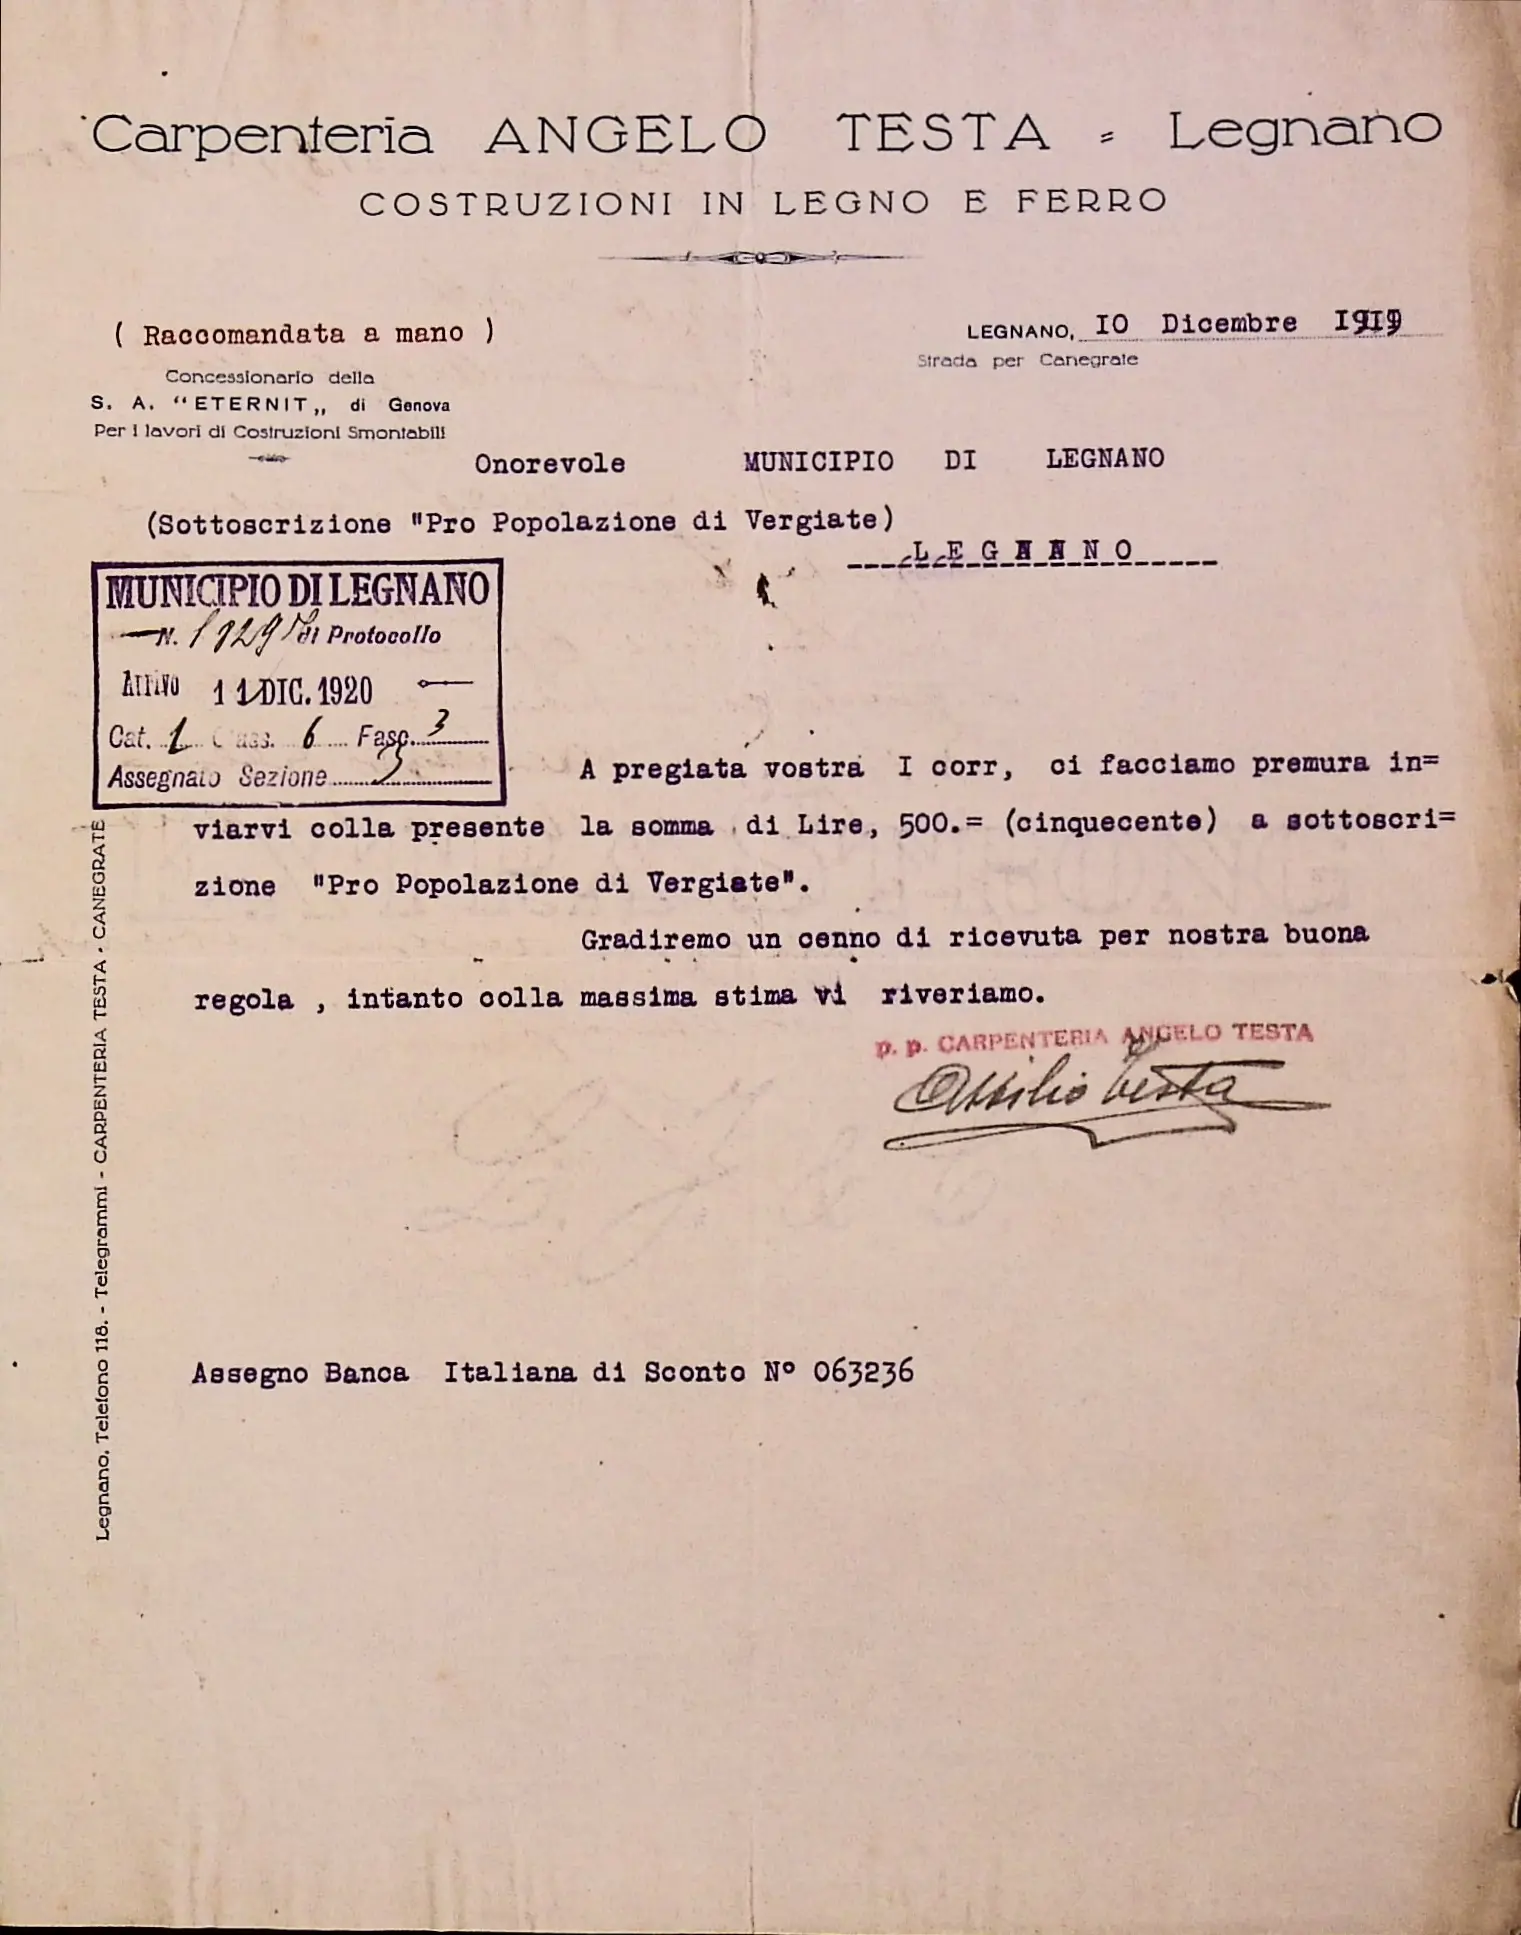 Carpenteria ANGELO TESTA - Legnano
COSTRUZIONI IN LEGNO E FERRO
( Raccomandata a mano )
LEGNANO, 10 Dicembre 1919
Strada per Canegrate
Concessionario della
S. A. "ETERNIT„ di Genova
Per i lavori di Costruzioni Smontabili
Onorevole MUNICIPIO DI LEGNANO
(Sottoscrizione "Pro Popolazione di Vergiate)
LEGNANO
MUNICIPIO DI LEGNANO
N. di Protocollo
Arrivo 11 DIC. 1920
Cat. 1 Class. 6 Fasc. 3
Assegnato Sezione 3
A pregiata vostra I corr, ci facciamo premura in=
viarvi colla presente la somma di Lire, 500.= (cinquecente) a sottoscri=
zione "Pro Popolazione di Vergiate".
Gradiremo un cenno di ricevuta per nostra buona
regola , intanto colla massima stima vi riveriamo.
p. p. CARPENTERIA ANGELO TESTA
Attilio Testa
Assegno Banca Italiana di Sconto N° 063236
Legnano. Telefono 118. - Telegrammi - CARPENTERIA TESTA - CANEGRATE